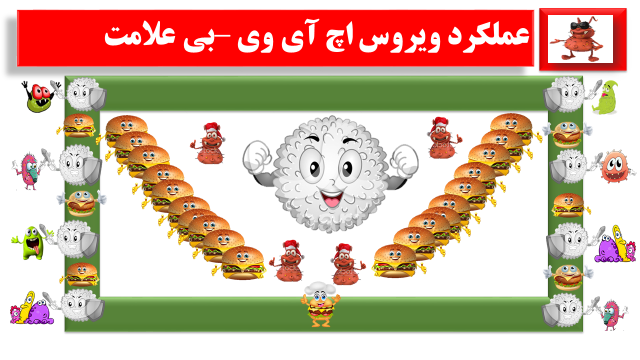 عملکرد ویروس اچ آی وی –بی علامت